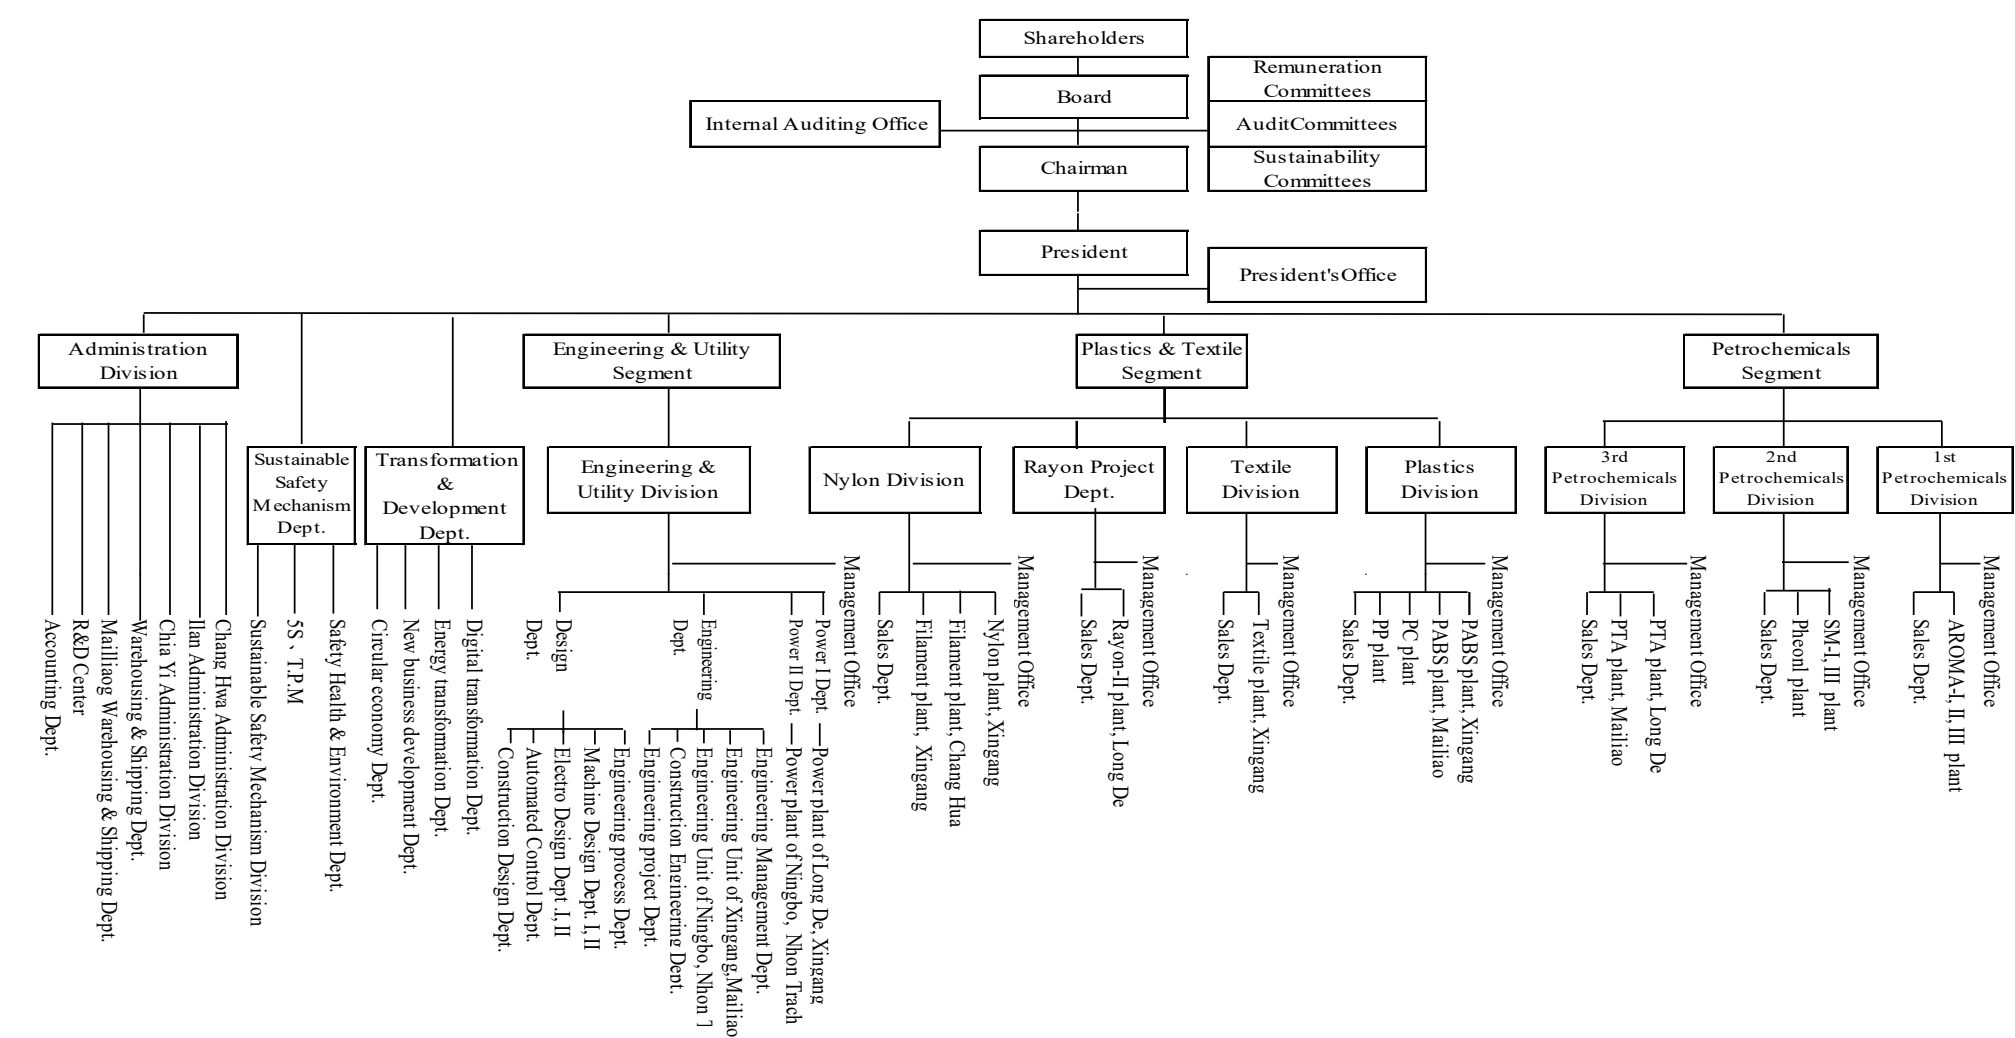 Shareholders
Remuneration
Committees
Board
Internal Auditing Office
AuditCommittees
Chairman
Sustainability
Committees
President
President'sOffice
Administration
Division
Engineering & Utility
Segment
Plastics & Textile
Segment
Petrochemicals
Segment
Sustainable
Safety
Mechanism
Dept.
Transformation
&
Development
Dept.
Engineering &
Utility Division
Nylon Division
Rayon Project
Dept.
Textile
Division
Plastics
Division
3rd
Petrochemicals
Division
2nd
Petrochemicals
Division
1st
Petrochemicals
Division
Accounting Dept.
R&D Center
Mailliaog Warehousing & Shipping Dept.
Warehousing & Shipping Dept.
Chia Yi Administration Division
Ilan Administration Division
Chang Hwa Administration Division
Sustainable Safety Mechanism Division
5S、T.P.M
Safety Health & Environment Dept.
Circular economy Dept.
New business development Dept.
Energy transformation Dept.
Digital transformation Dept.
Design
Dept.
Engineering
Dept.
Power II Dept.
Power I Dept.
Management Office
Construction Design Dept.
Automated Control Dept.
Electro Design Dept .I, II
Machine Design Dept. I, II
Engineering process Dept.
Engineering project Dept.
Construction Engineering Dept.
Engineering Unit of Ningbo, Nhon
Engineering Unit of Xingang,Mailiao
Engineering Management Dept.
Power plant of Ningbo, Nhon Trach
Power plant of Long De, Xingang
Sales Dept.
Filament plant, Xingang
Filament plant, Chang Hua
Nylon plant, Xingang
Management Office
Sales Dept.
Rayon-II plant, Long De
Management Office
Sales Dept.
Textile plant, Xingang
Management Office
Sales Dept.
PP plant
PC plant
PABS plant, Mailiao
PABS plant, Xingang
Management Office
Sales Dept.
PTA plant, Mailiao
PTA plant, Long De
Management Office
Sales Dept.
Pheonl plant
SM-I, III plant
Management Office
Sales Dept.
AROMA-I, II, III plant
Management Office